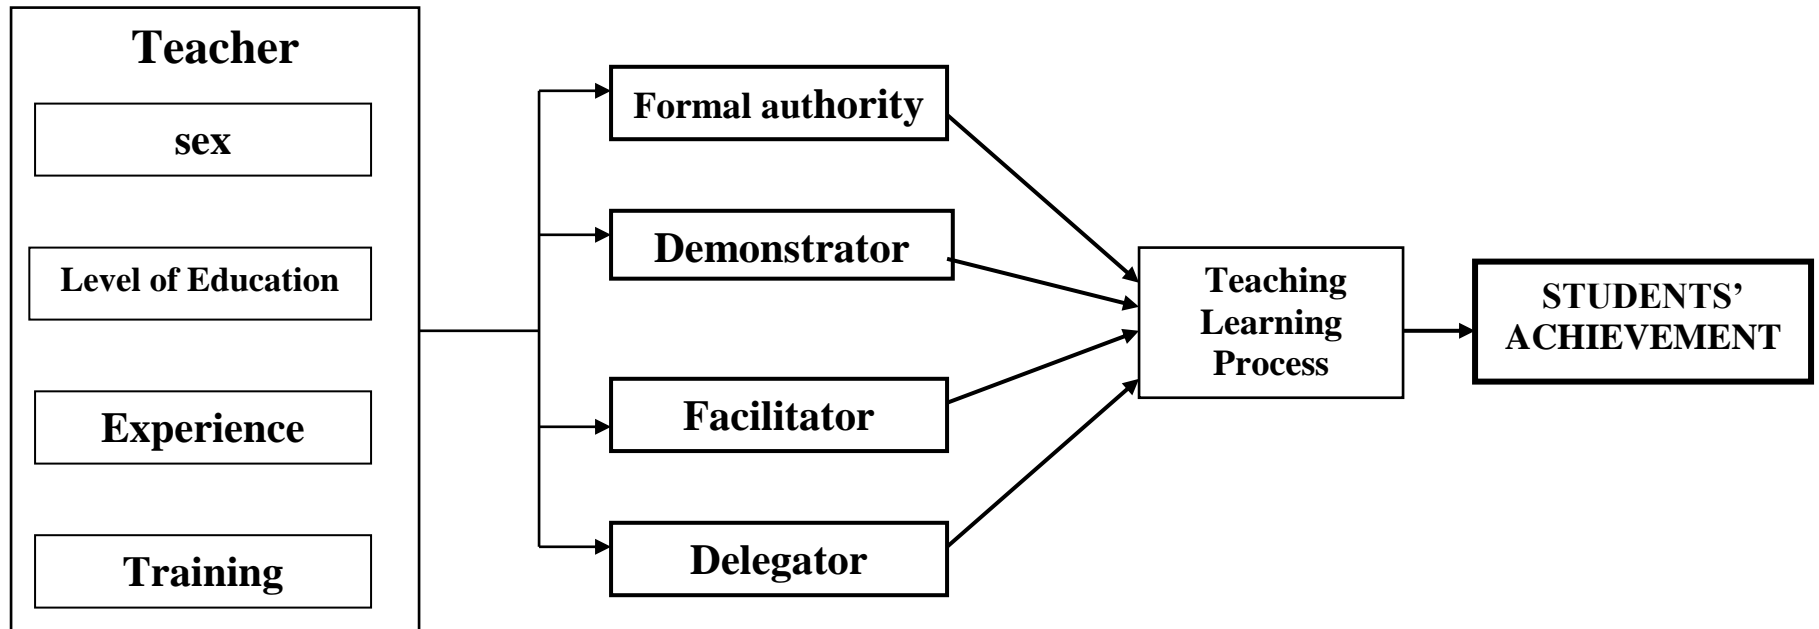 Teacher
sex
Level of Education
Experience
Training
Formal authority
Demonstrator
Facilitator
Delegator
Teaching
Learning
Process
STUDENTS’
ACHIEVEMENT